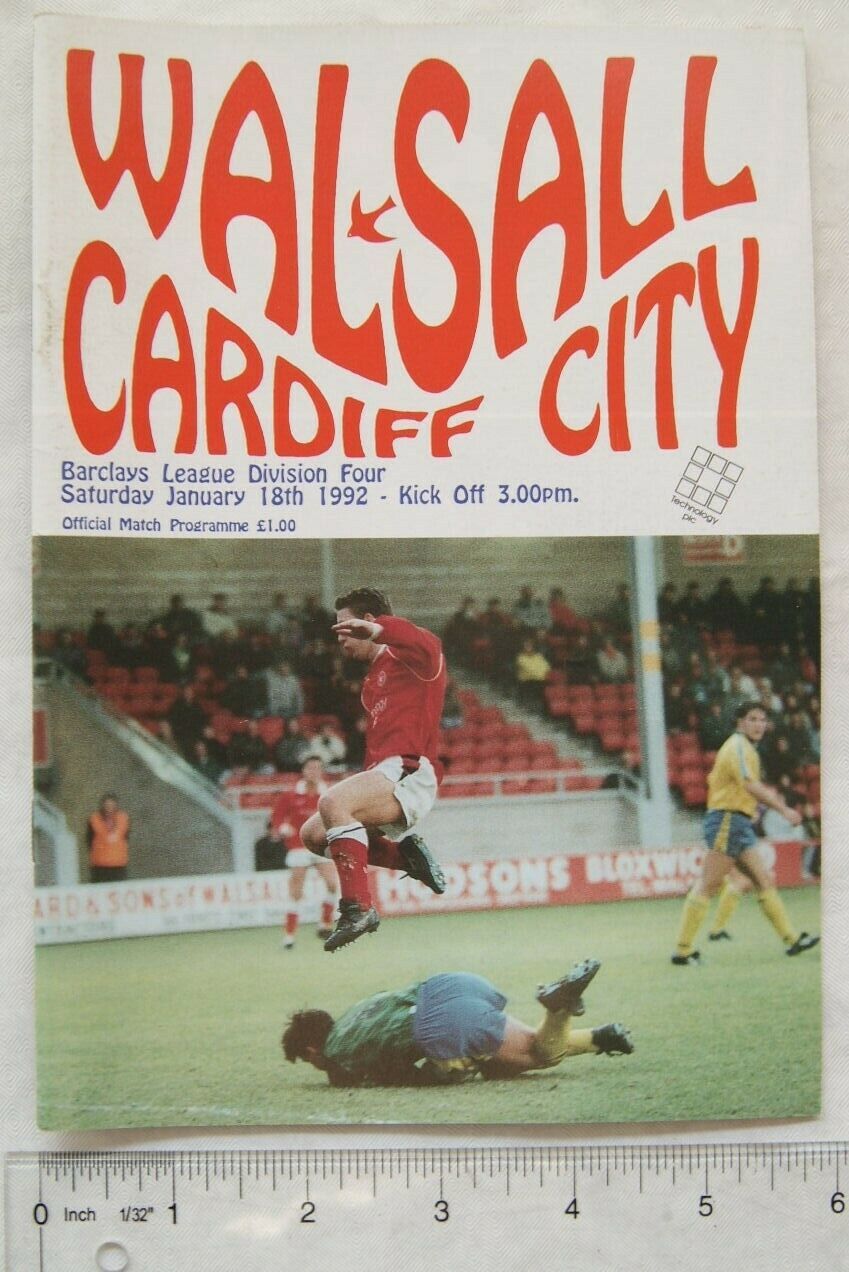 WALSALL
CARDIFF CITY
Barclays League Division Four
Saturday January 18th 1992 - Kick Off 3.00pm.
Official Match Programme £1.00
Technology
plc
ARD & SONS of WALSALL
HODSONS BLOXWIC
0 Inch 1/32" 1 2 3 4 5 6